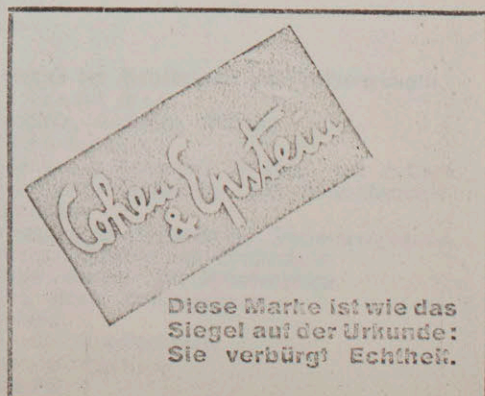 Cohen
& Epstein
Diese Marke ist wie das
Siegel auf der Urkunde:
Sie verbürgt Echtheit.